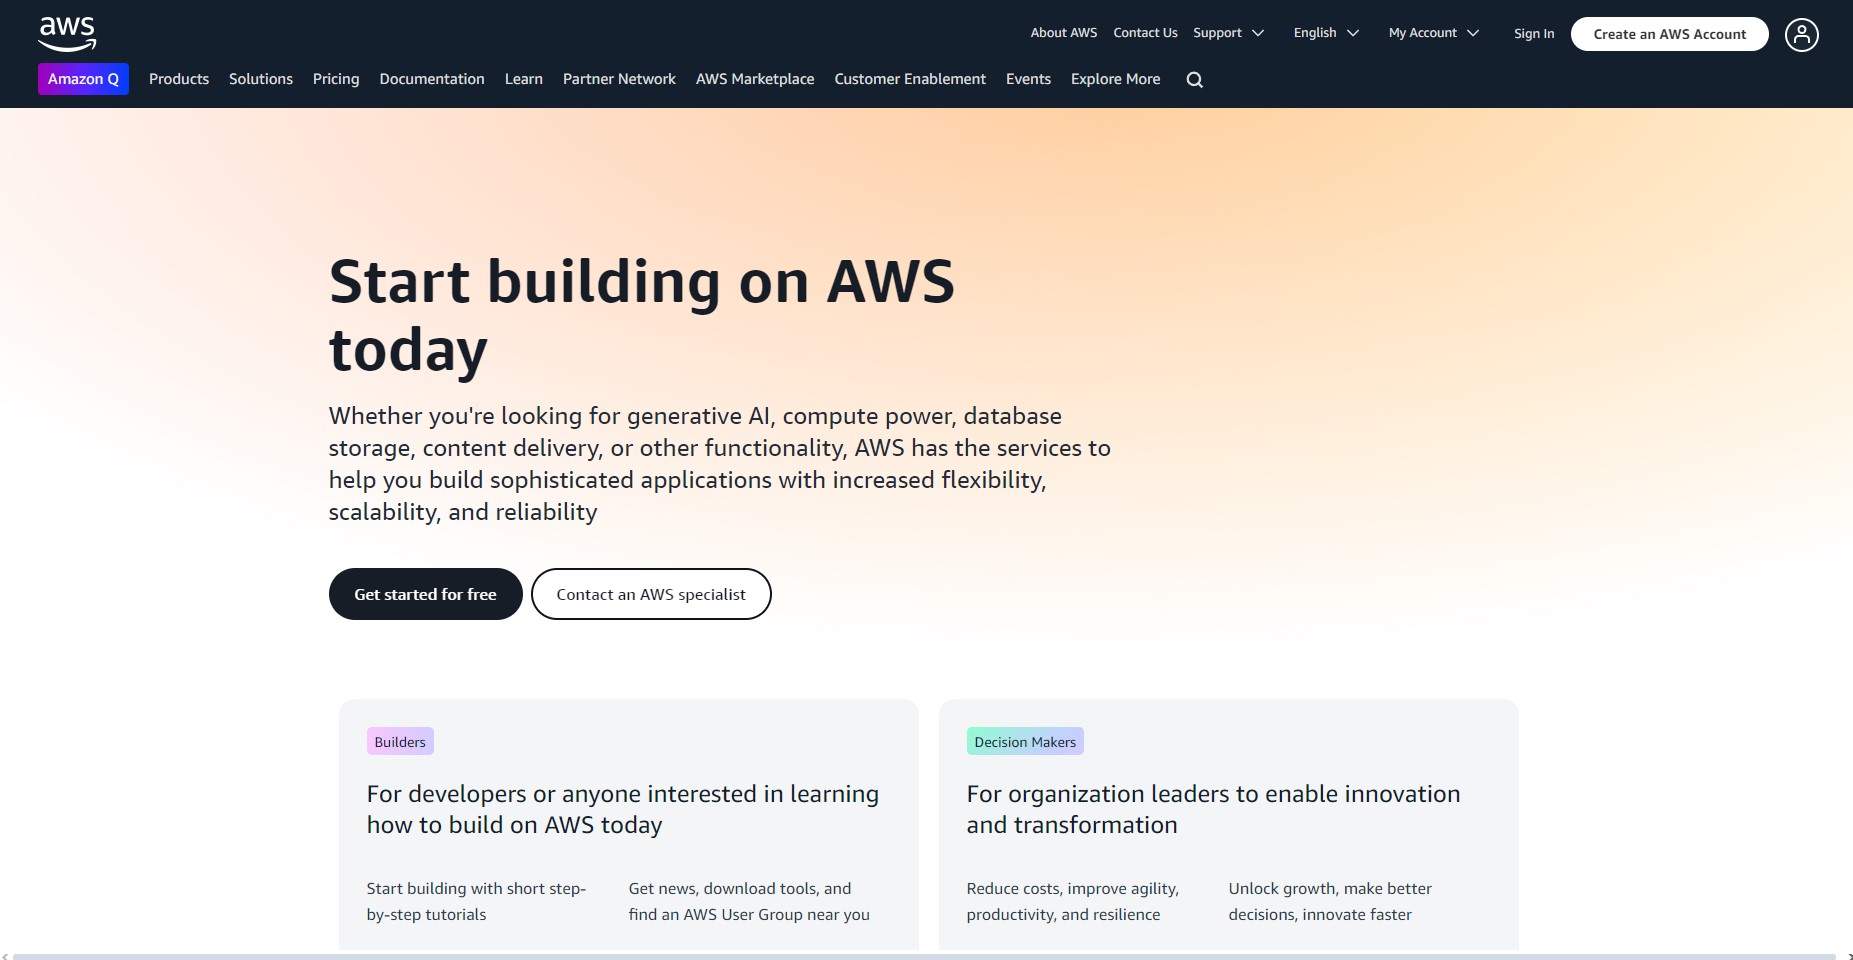 aws
About AWS Contact Us Support English My Account Sign In Create an AWS Account
Amazon Q Products Solutions Pricing Documentation Learn Partner Network AWS Marketplace Customer Enablement Events Explore More
Start building on AWS
today
Whether you're looking for generative AI, compute power, database
storage, content delivery, or other functionality, AWS has the services to
help you build sophisticated applications with increased flexibility,
scalability, and reliability
Get started for free Contact an AWS specialist
Builders
For developers or anyone interested in learning
how to build on AWS today
Start building with short step-
by-step tutorials
Get news, download tools, and
find an AWS User Group near you
Decision Makers
For organization leaders to enable innovation
and transformation
Reduce costs, improve agility,
productivity, and resilience
Unlock growth, make better
decisions, innovate faster